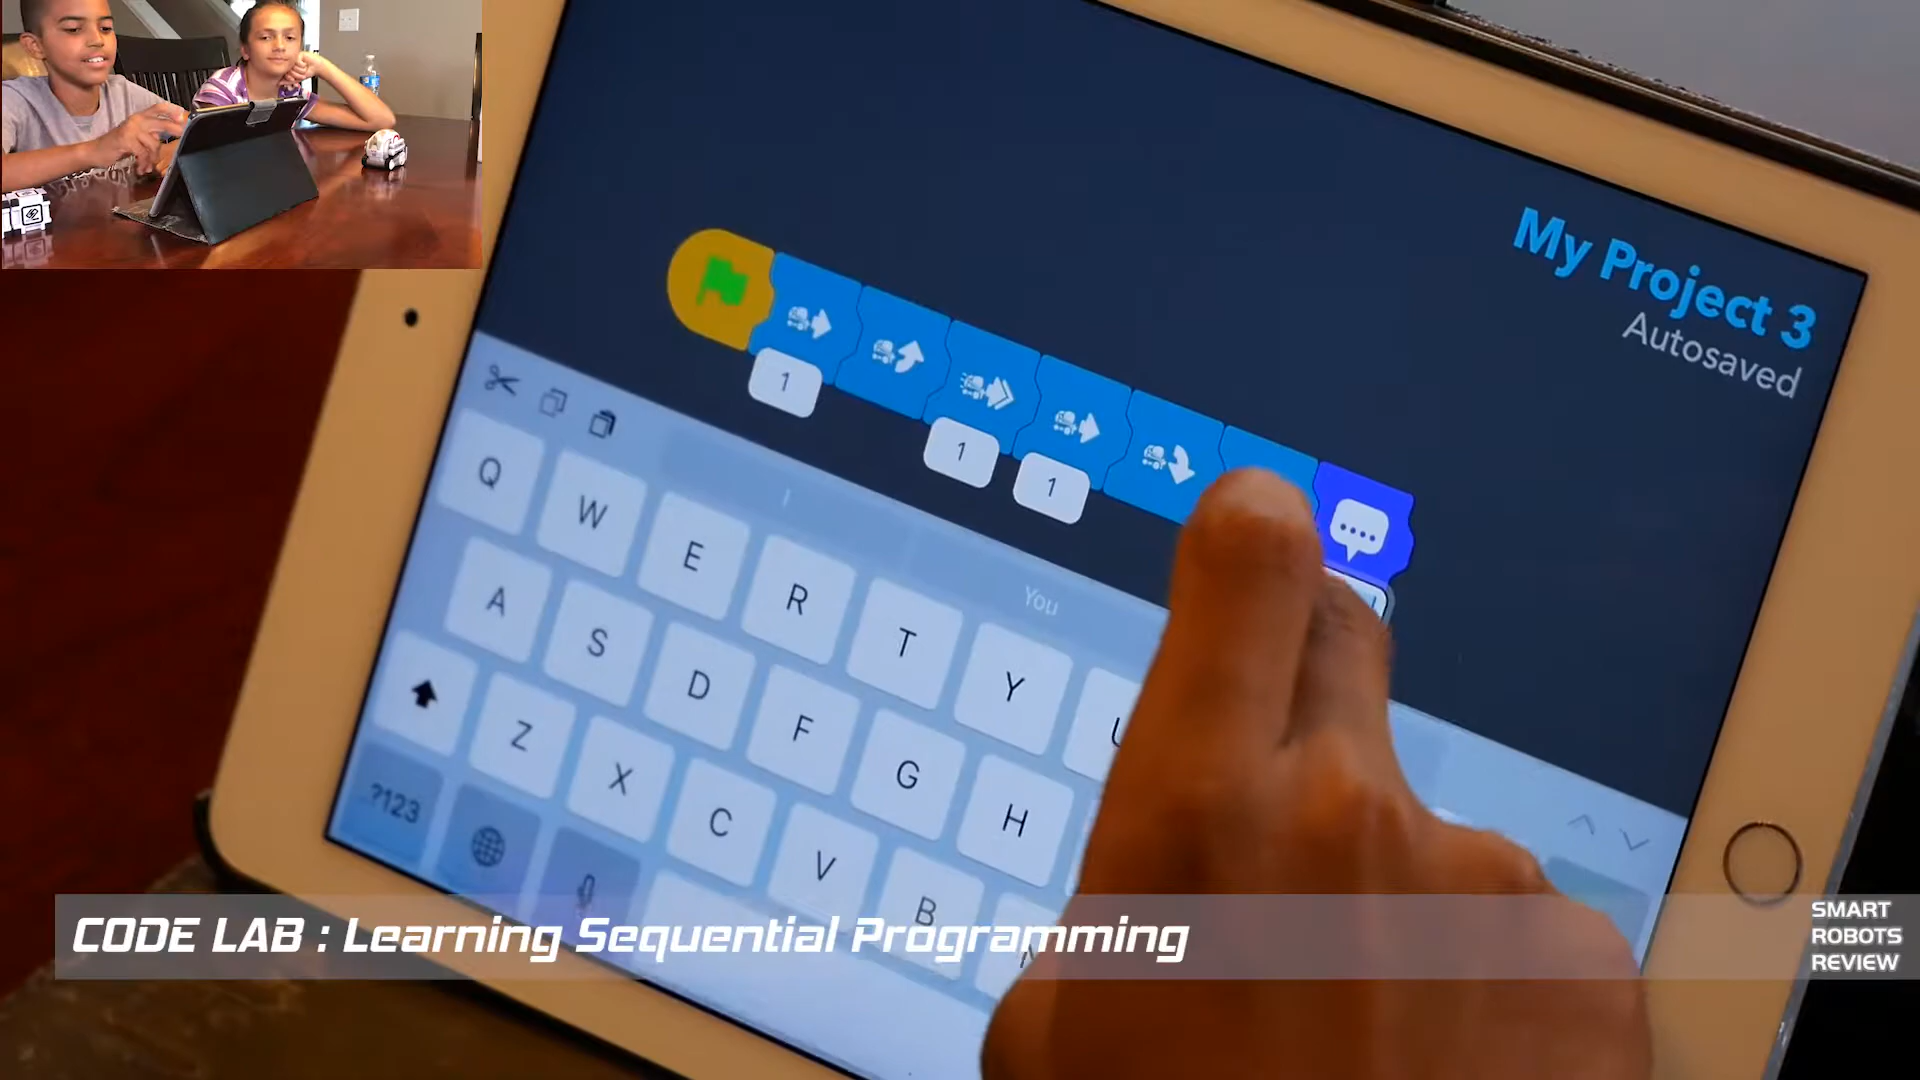 My Project 3
Autosaved
1
1
1
You
Q W E R T Y
A S D F G H
Z X C V B
?123
CODE LAB : Learning Sequential Programming
SMART
ROBOTS
REVIEW